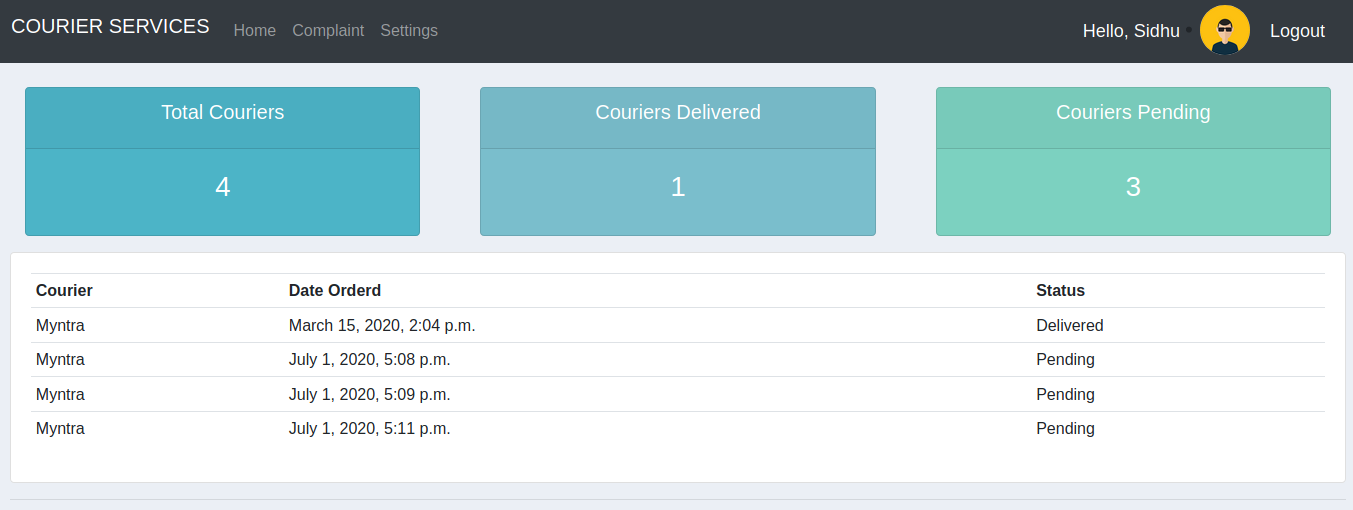 COURIER SERVICES Home Complaint Settings Hello, Sidhu Logout
Total Couriers Couriers Delivered Couriers Pending
4 1 3
Courier Date Orderd Status
Myntra March 15, 2020, 2:04 p.m. Delivered
Myntra July 1, 2020, 5:08 p.m. Pending
Myntra July 1, 2020, 5:09 p.m. Pending
Myntra July 1, 2020, 5:11 p.m. Pending